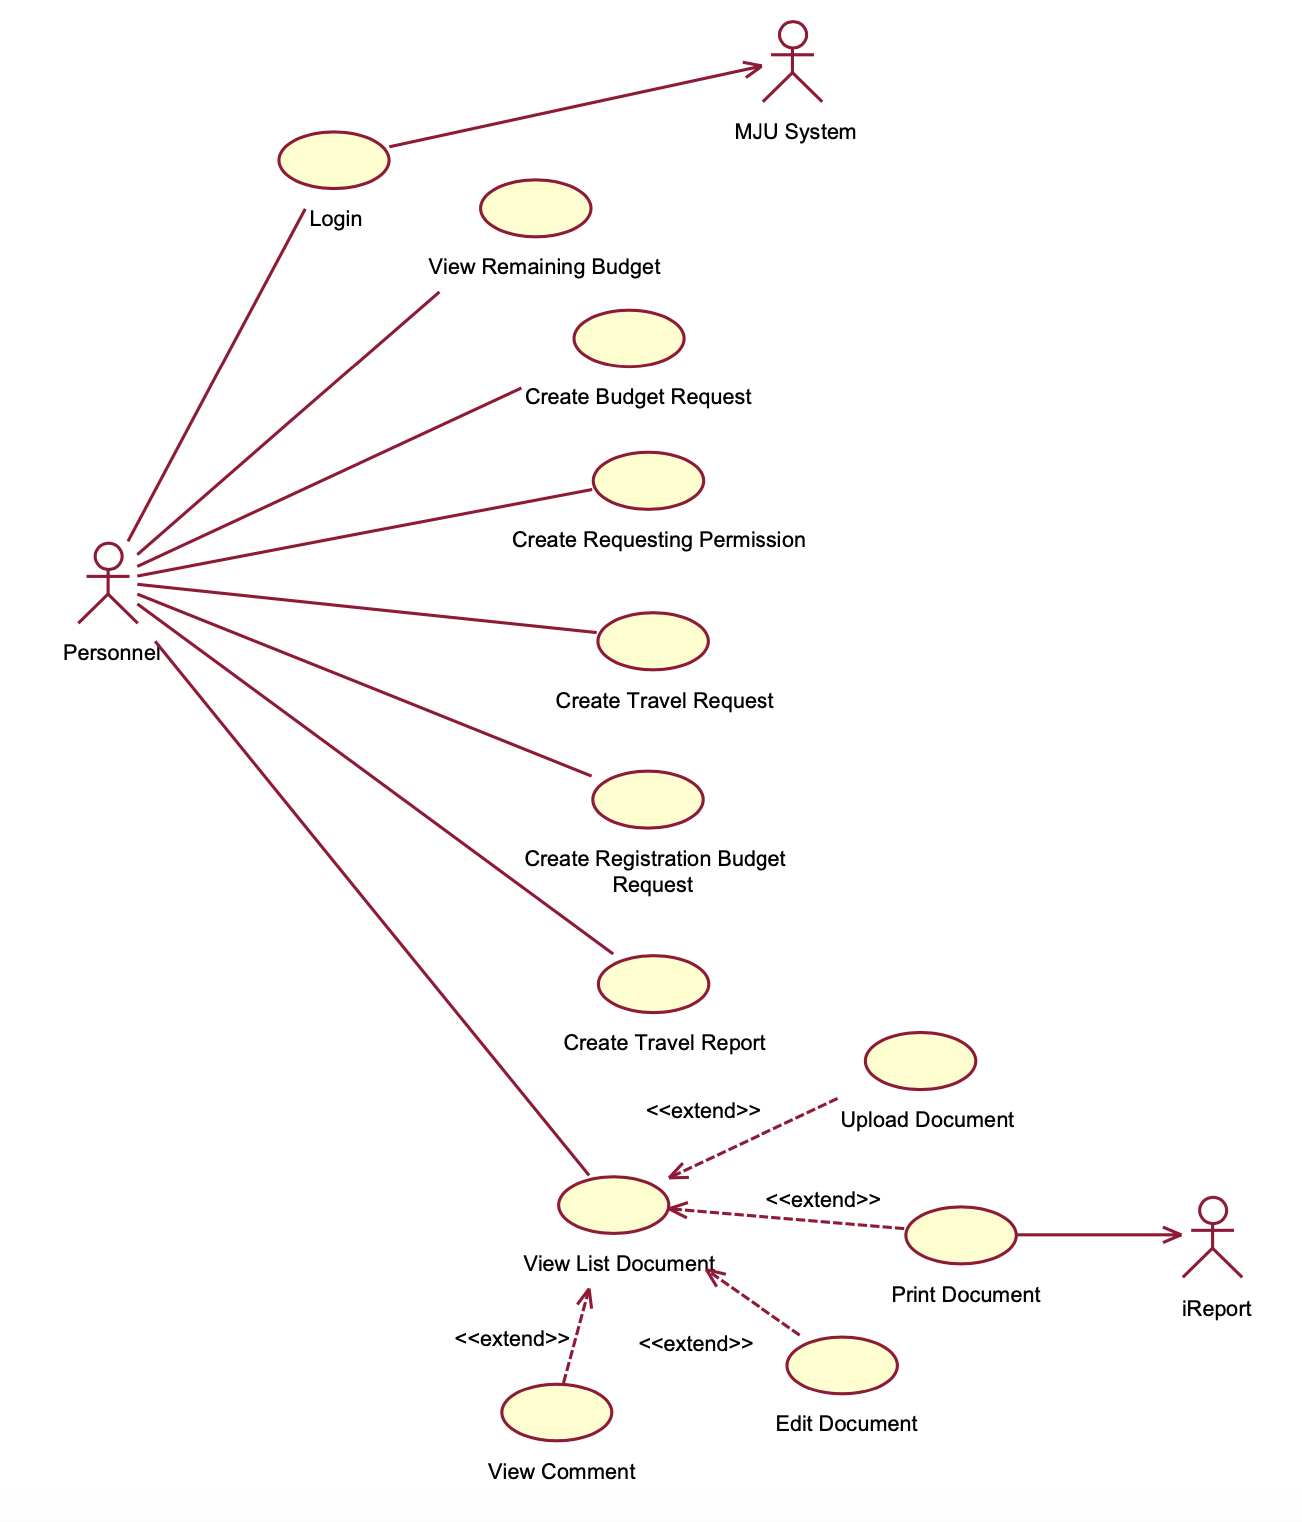 MJU System
Login
View Remaining Budget
Create Budget Request
Create Requesting Permission
Personnel
Create Travel Request
Create Registration Budget
Request
Create Travel Report
<<extend>>
Upload Document
<<extend>>
View List Document
Print Document
iReport
<<extend>>
<<extend>>
Edit Document
View Comment